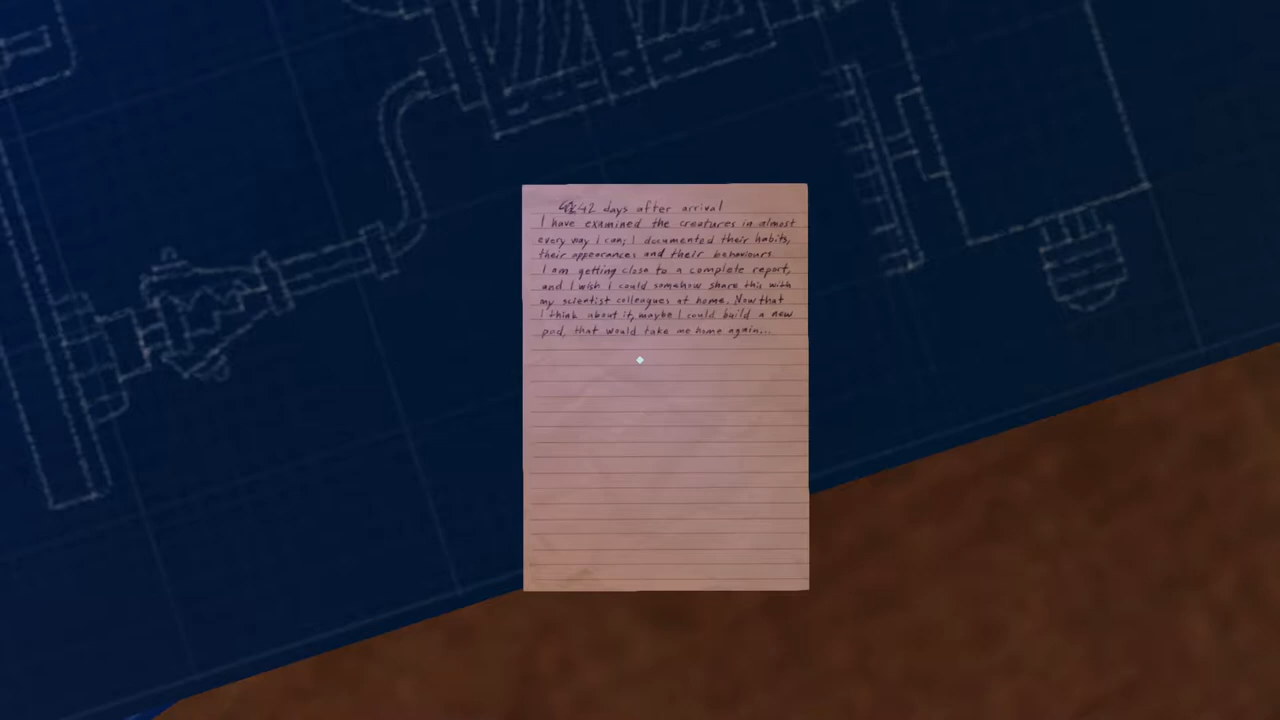 42 days after arrival
I have examined the creatures in almost
every way I can; I documented their habits,
their appearances and their behaviours.
I am getting close to a complete report,
and I wish I could somehow share this with
my scientist colleagues at home. Now that
I think about it, maybe I could build a new
pod, that would take me home again...